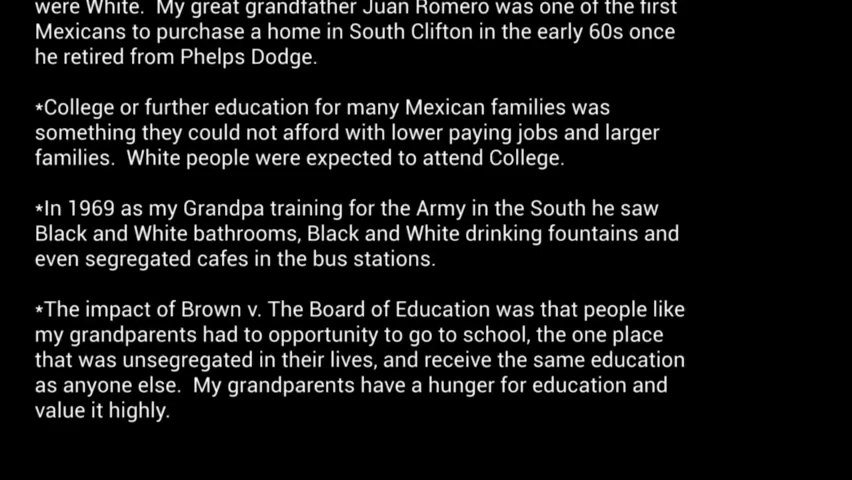 were White.  My great grandfather Juan Romero was one of the first
Mexicans to purchase a home in South Clifton in the early 60s once
he retired from Phelps Dodge.
*College or further education for many Mexican families was
something they could not afford with lower paying jobs and larger
families.  White people were expected to attend College.
*In 1969 as my Grandpa training for the Army in the South he saw
Black and White bathrooms, Black and White drinking fountains and
even segregated cafes in the bus stations.
*The impact of Brown v. The Board of Education was that people like
my grandparents had to opportunity to go to school, the one place
that was unsegregated in their lives, and receive the same education
as anyone else.  My grandparents have a hunger for education and
value it highly.